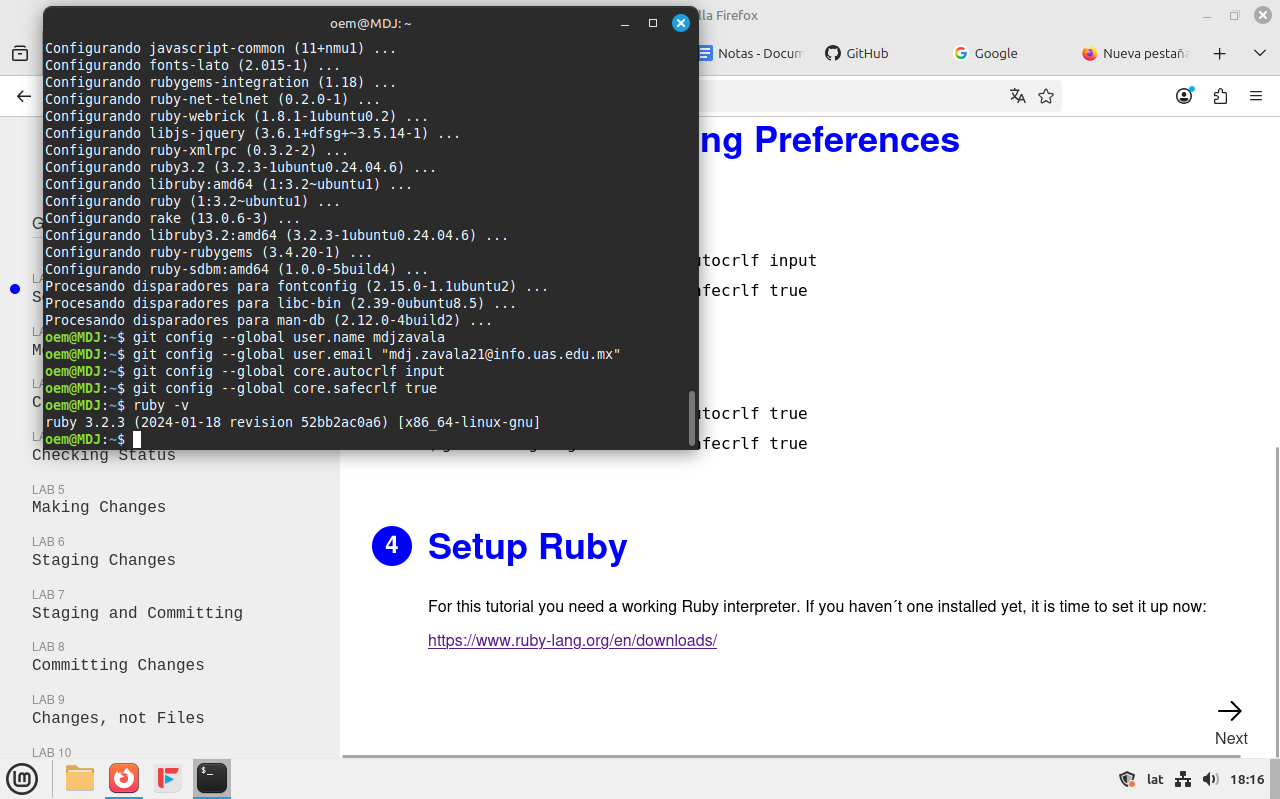 oem@MDJ: ~
lla Firefox
Notas - Docum
GitHub
Google
Nueva pestaña
Configurando javascript-common (11+nmu1) ...
Configurando fonts-lato (2.015-1) ...
Configurando rubygems-integration (1.18) ...
Configurando ruby-net-telnet (0.2.0-1) ...
Configurando ruby-webrick (1.8.1-1ubuntu0.2) ...
Configurando libjs-jquery (3.6.1+dfsg+~3.5.14-1) ...
Configurando ruby-xmlrpc (0.3.2-2) ...
Configurando ruby3.2 (3.2.3-1ubuntu0.24.04.6) ...
Configurando libruby:amd64 (1:3.2~ubuntu1) ...
Configurando ruby (1:3.2~ubuntu1) ...
Configurando rake (13.0.6-3) ...
Configurando libruby3.2:amd64 (3.2.3-1ubuntu0.24.04.6) ...
Configurando ruby-rubygems (3.4.20-1) ...
Configurando ruby-sdbm:amd64 (1.0.0-5build4) ...
Procesando disparadores para fontconfig (2.15.0-1.1ubuntu2) ...
Procesando disparadores para libc-bin (2.39-0ubuntu8.5) ...
Procesando disparadores para man-db (2.12.0-4build2) ...
oem@MDJ:~$ git config --global user.name mdjzavala
oem@MDJ:~$ git config --global user.email "mdj.zavala21@info.uas.edu.mx"
oem@MDJ:~$ git config --global core.autocrlf input
oem@MDJ:~$ git config --global core.safecrlf true
oem@MDJ:~$ ruby -v
ruby 3.2.3 (2024-01-18 revision 52bb2ac0a6) [x86_64-linux-gnu]
oem@MDJ:~$
ng Preferences
utocrlf input
afecrlf true
utocrlf true
afecrlf true
Checking Status
LAB 5
Making Changes
LAB 6
Staging Changes
LAB 7
Staging and Committing
LAB 8
Committing Changes
LAB 9
Changes, not Files
LAB 10
4 Setup Ruby
For this tutorial you need a working Ruby interpreter. If you haven´t one installed yet, it is time to set it up now:
https://www.ruby-lang.org/en/downloads/
Next
lat
18:16